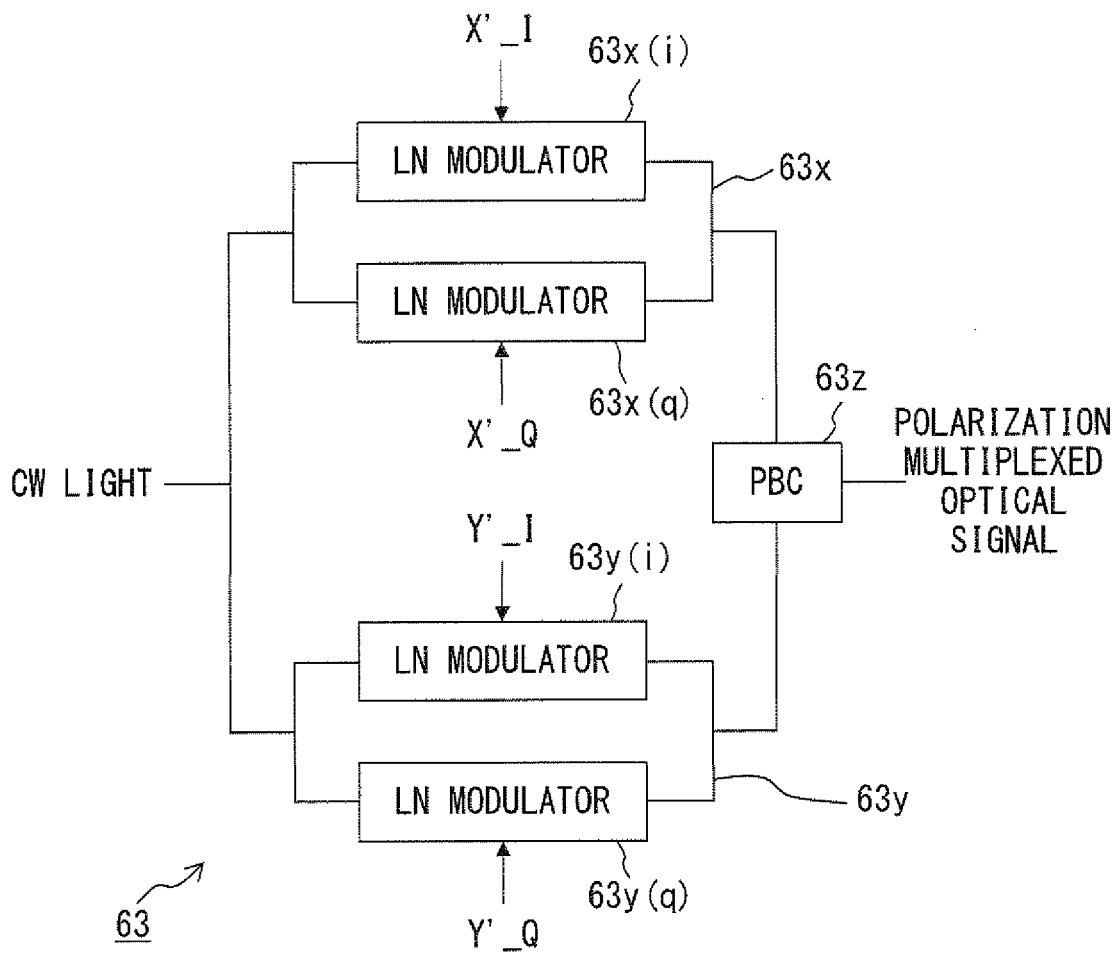 X'_I
63x(i)
LN MODULATOR
63x
LN MODULATOR
63x(q)
X'_Q
63z
CW LIGHT
PBC
POLARIZATION
MULTIPLEXED
OPTICAL
SIGNAL
Y'_I
63y(i)
LN MODULATOR
LN MODULATOR
63y
63y(q)
63
Y'_Q